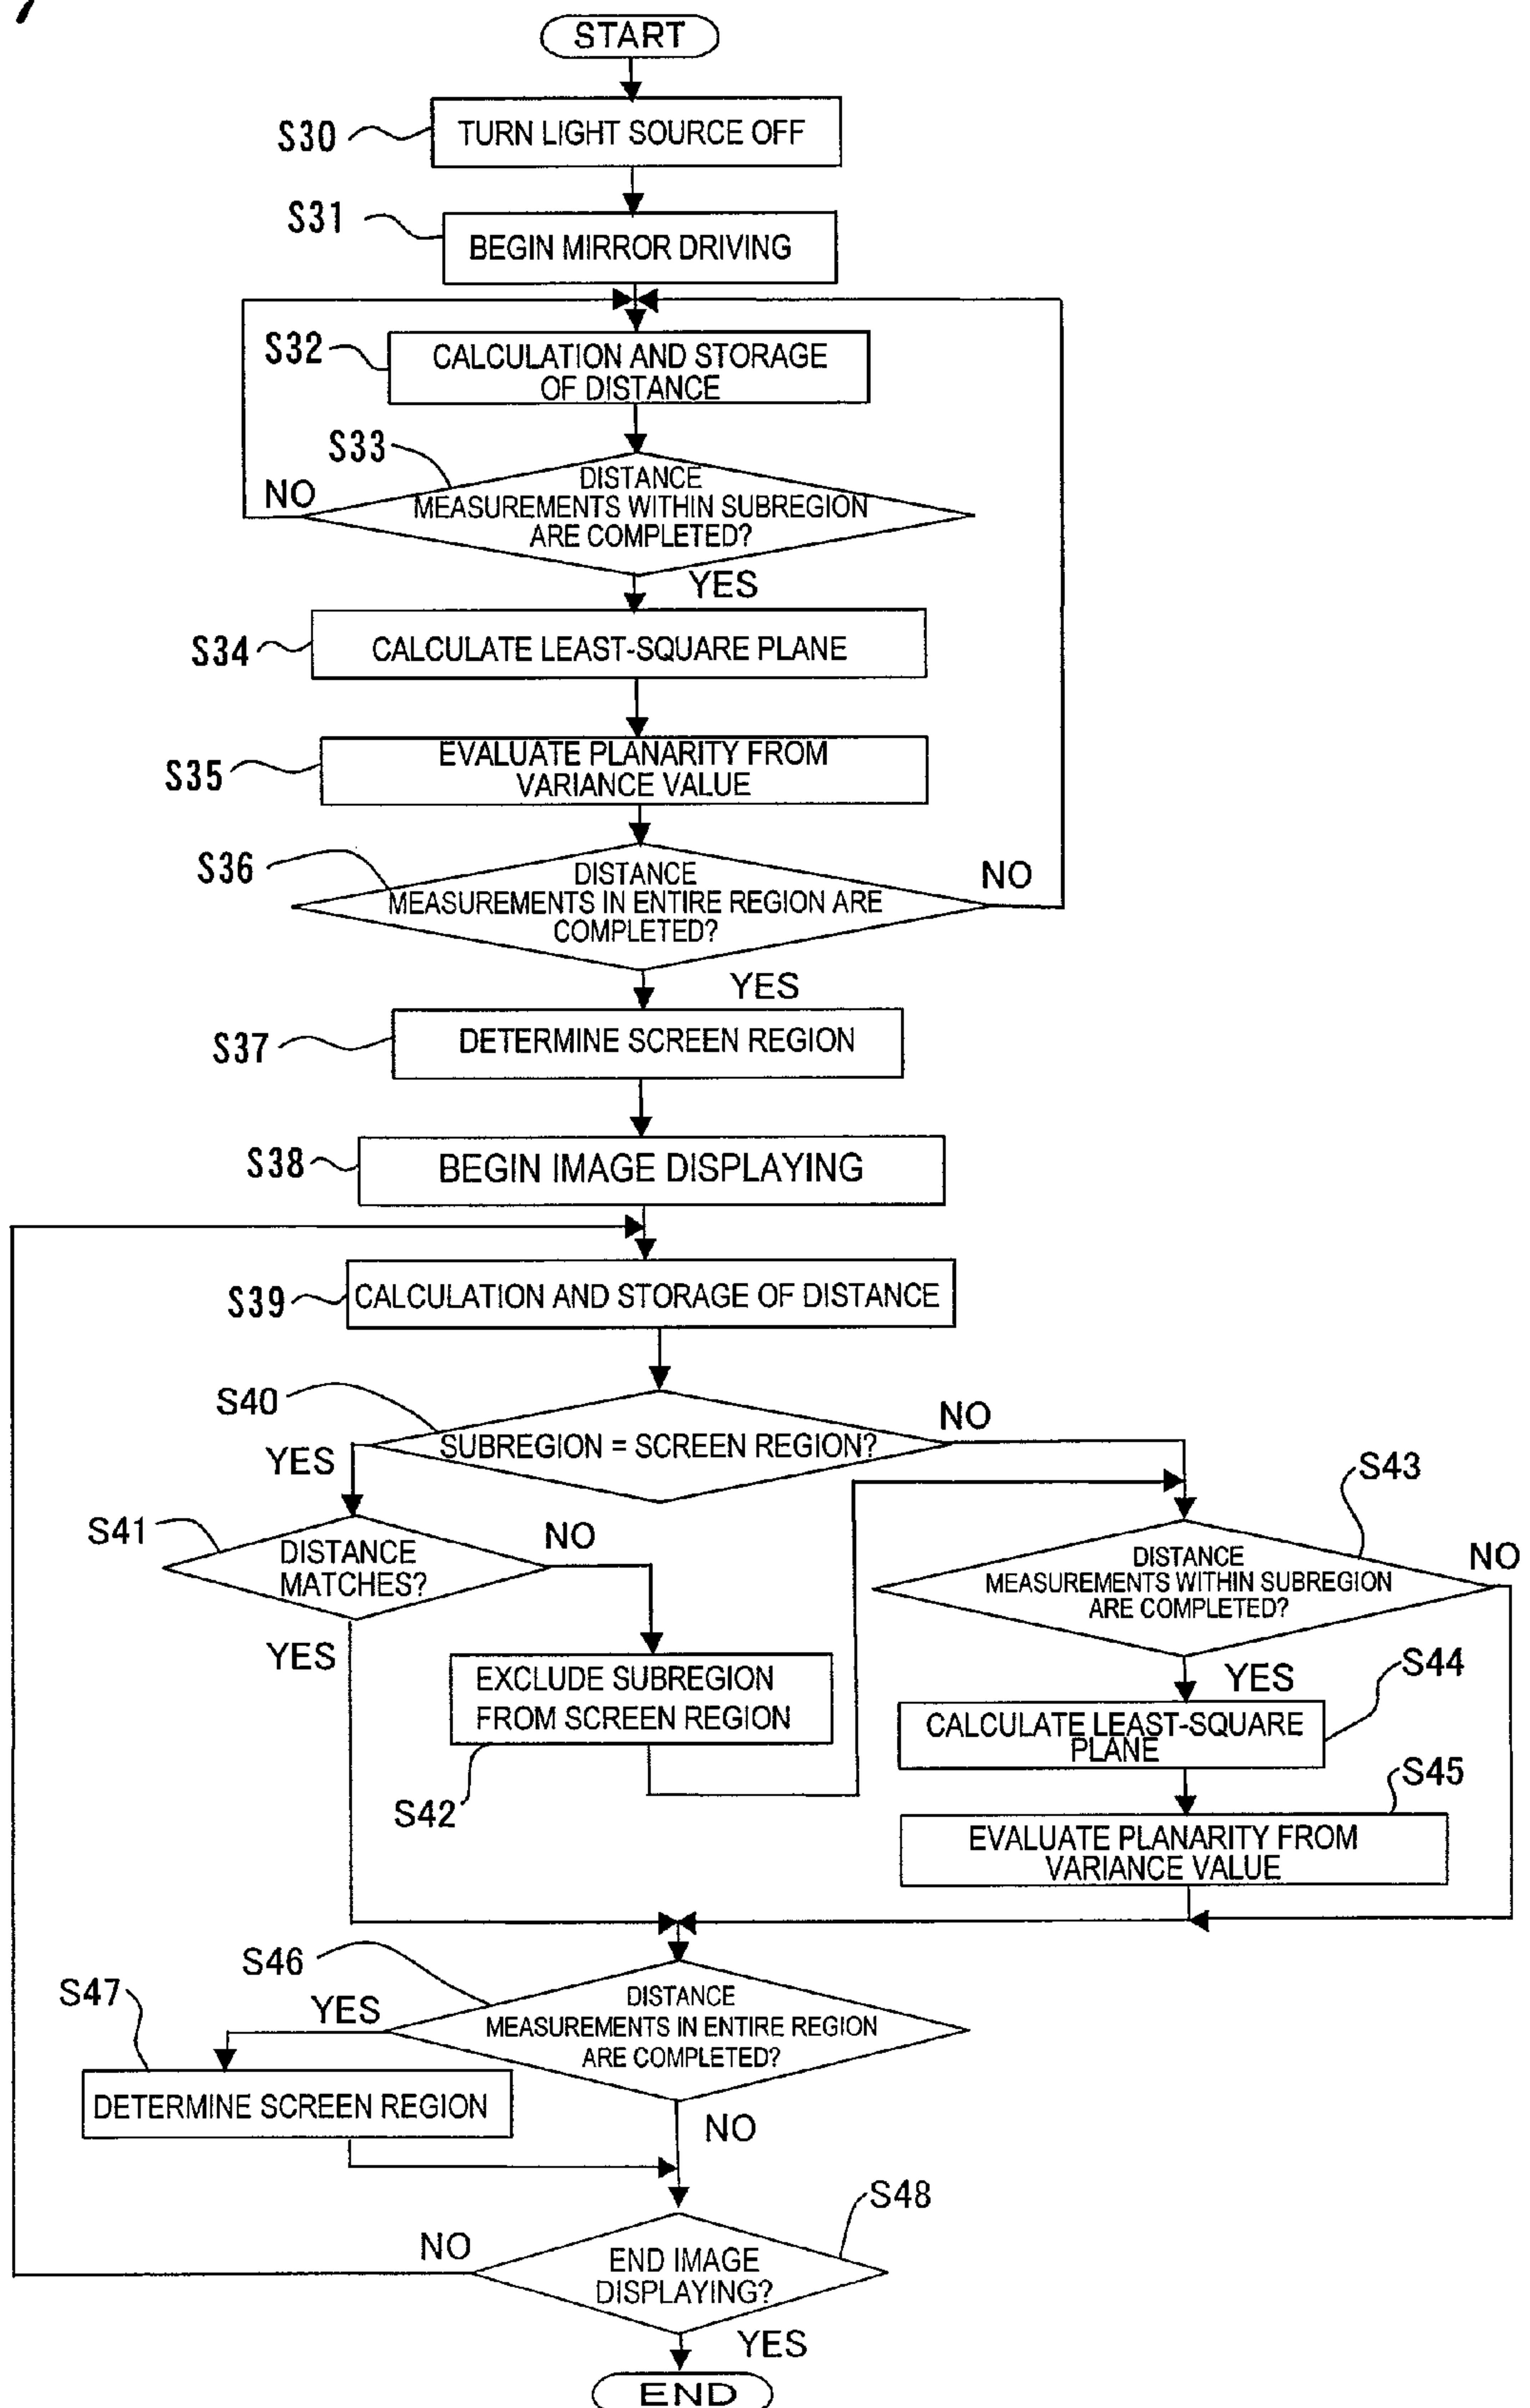 START
S30
TURN LIGHT SOURCE OFF
S31
BEGIN MIRROR DRIVING
S32
CALCULATION AND STORAGE
OF DISTANCE
S33
DISTANCE
MEASUREMENTS WITHIN SUBREGION
ARE COMPLETED?
NO
YES
S34
CALCULATE LEAST-SQUARE PLANE
S35
EVALUATE PLANARITY FROM
VARIANCE VALUE
S36
DISTANCE
MEASUREMENTS IN ENTIRE REGION ARE
COMPLETED?
NO
YES
S37
DETERMINE SCREEN REGION
S38
BEGIN IMAGE DISPLAYING
S39
CALCULATION AND STORAGE OF DISTANCE
S40
SUBREGION = SCREEN REGION?
NO
YES
S41
DISTANCE
MATCHES?
NO
YES
S42
EXCLUDE SUBREGION
FROM SCREEN REGION
S43
DISTANCE
MEASUREMENTS WITHIN SUBREGION
ARE COMPLETED?
NO
YES
S44
CALCULATE LEAST-SQUARE
PLANE
S45
EVALUATE PLANARITY FROM
VARIANCE VALUE
S46
DISTANCE
MEASUREMENTS IN ENTIRE REGION
ARE COMPLETED?
YES
NO
S47
DETERMINE SCREEN REGION
S48
END IMAGE
DISPLAYING?
NO
YES
END